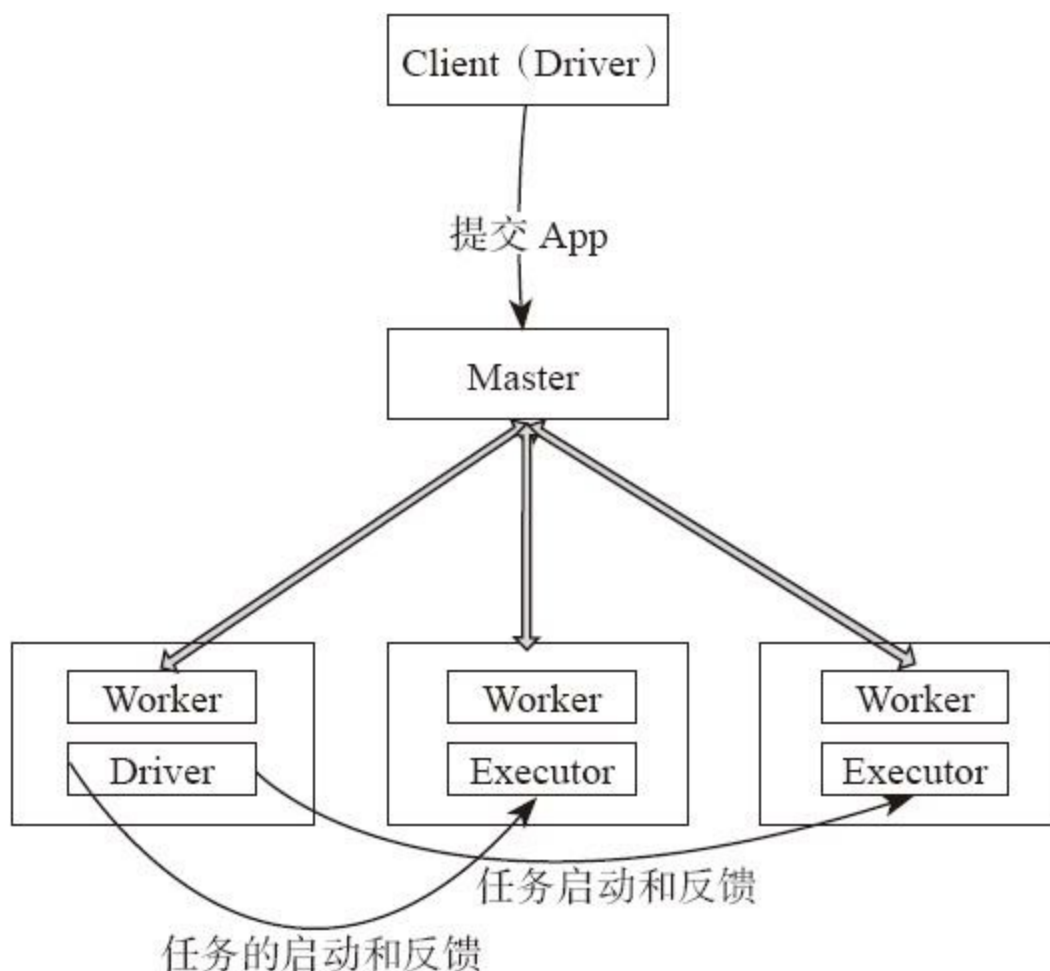 Client（Driver）
提交 App
Master
Worker
Driver
Worker
Executor
Worker
Executor
任务启动和反馈
任务的启动和反馈